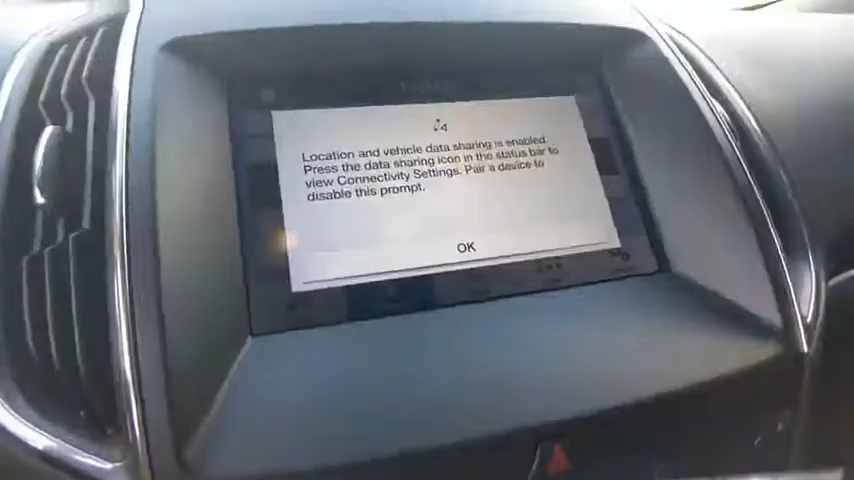 Location and vehicle data sharing is enabled.
Press the data sharing icon in the status bar to
view Connectivity Settings. Pair a device to
disable this prompt.
OK